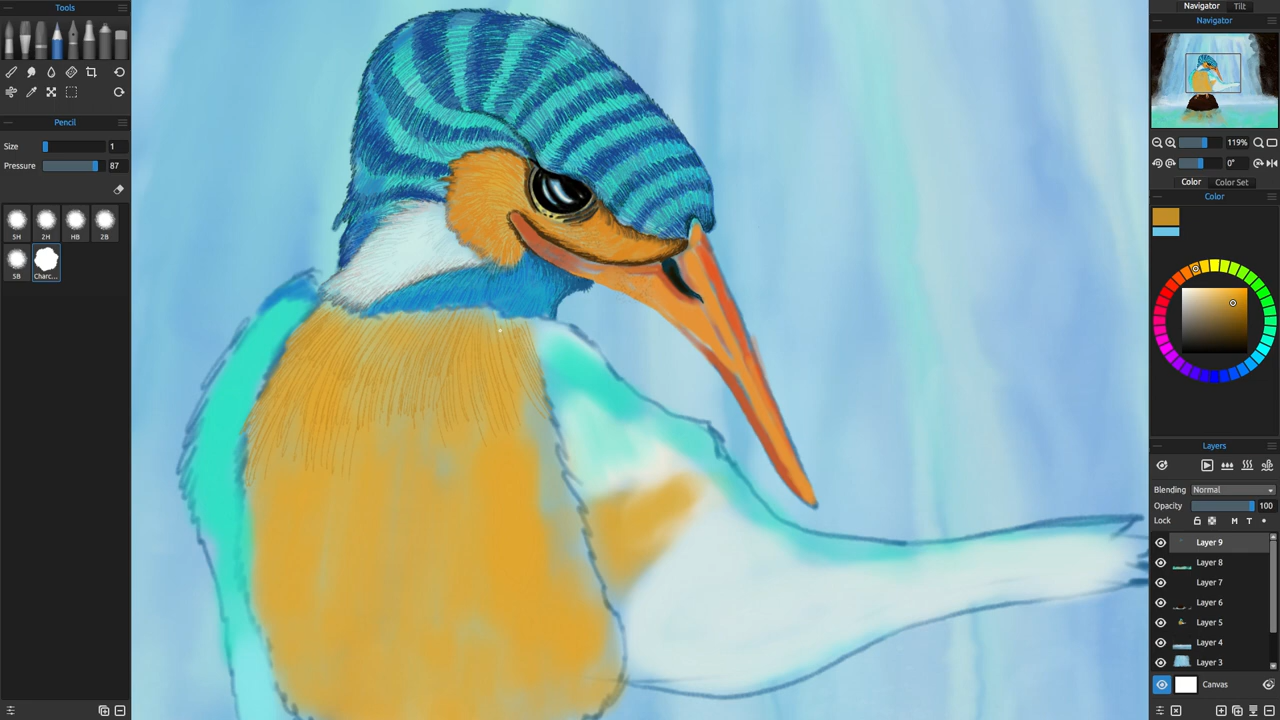 Tools
Pencil
Size 1
Pressure 87
5H 2H HB 2B
5B Charc...
Navigator Tilt
Navigator
119%
0°
Color Color Set
Color
Layers
Blending Normal
Opacity 100
Lock M T
Layer 9
Layer 8
Layer 7
Layer 6
Layer 5
Layer 4
Layer 3
Canvas